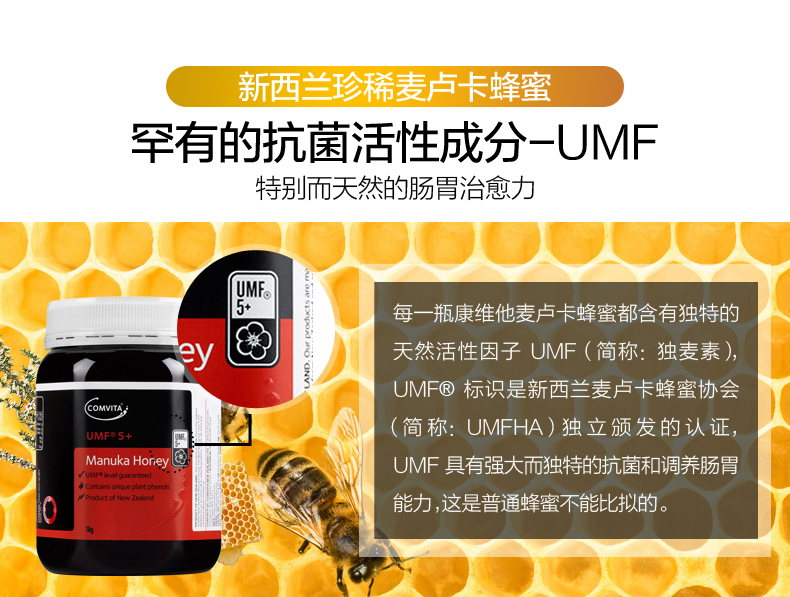 新西兰珍稀麦卢卡蜂蜜
罕有的抗菌活性成分-UMF
特别而天然的肠胃治愈力
UMF®
5+
ey
LAND. Our products are ma
COMVITA
UMF® 5+
UMF®
5+
Manuka Honey
UMF® level guaranteed
Contains unique plant phenols
Product of New Zealand
1kg
每一瓶康维他麦卢卡蜂蜜都含有独特的
天然活性因子 UMF（简称：独麦素），
UMF® 标识是新西兰麦卢卡蜂蜜协会
（简称：UMFHA）独立颁发的认证，
UMF 具有强大而独特的抗菌和调养肠胃
能力，这是普通蜂蜜不能比拟的。